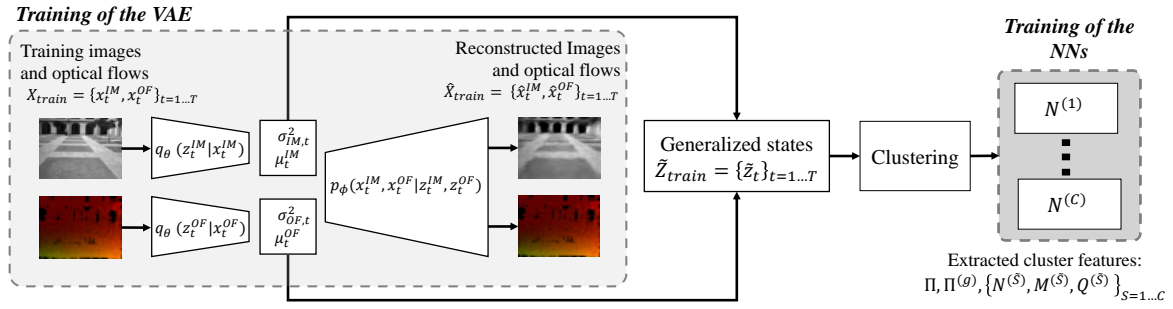 Training of the VAE
Training images
and optical flows
X_train = {x_t^IM, x_t^OF}_t=1…T
q_θ (z_t^IM|x_t^IM)
q_θ (z_t^OF|x_t^OF)
σ²_IM,t
μ_t^IM
σ²_OF,t
μ_t^OF
p_ϕ(x_t^IM, x_t^OF|z_t^IM, z_t^OF)
Reconstructed Images
and optical flows
X̂_train = {x̂_t^IM, x̂_t^OF}_t=1…T
Generalized states
Z̃_train = {z̃_t}_t=1…T
Clustering
Training of the
NNs
N^(1)
N^(C)
Extracted cluster features:
Π, Π^(g), {N^(S̃), M^(S̃), Q^(S̃)}_S=1…C